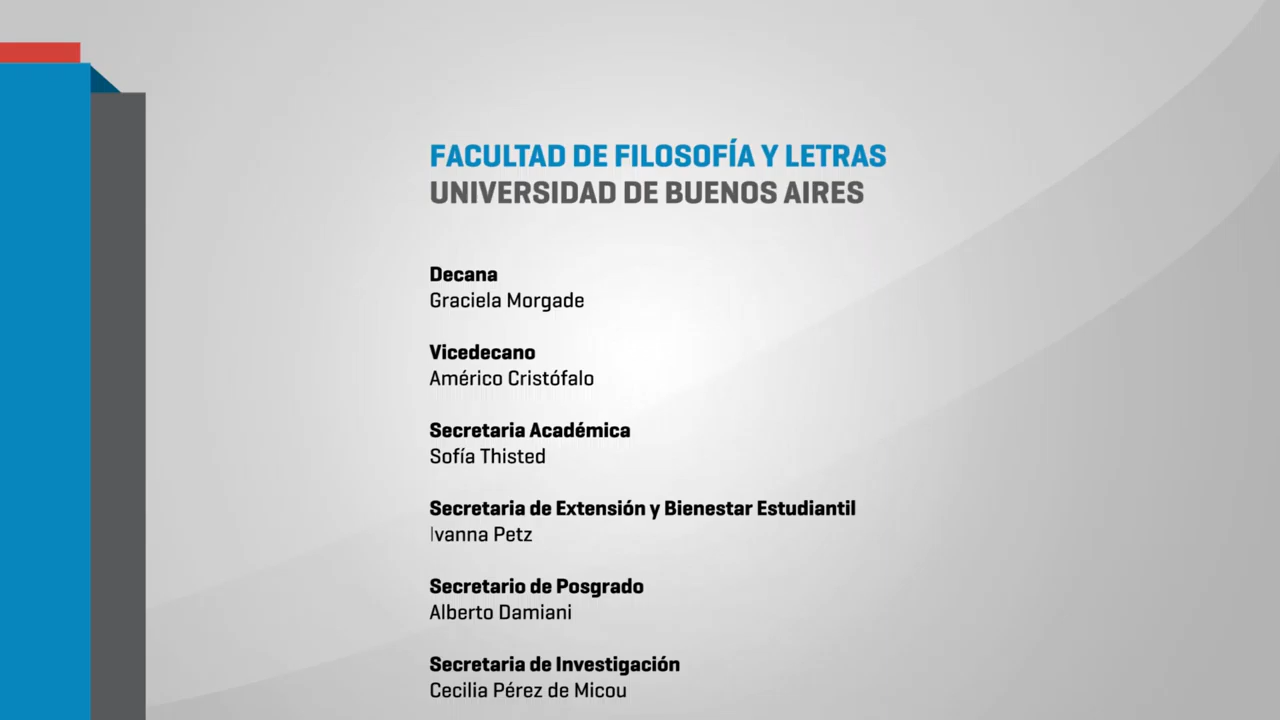 FACULTAD DE FILOSOFÍA Y LETRAS
UNIVERSIDAD DE BUENOS AIRES
Decana
Graciela Morgade
Vicedecano
Américo Cristófalo
Secretaria Académica
Sofía Thisted
Secretaria de Extensión y Bienestar Estudiantil
Ivanna Petz
Secretario de Posgrado
Alberto Damiani
Secretaria de Investigación
Cecilia Pérez de Micou